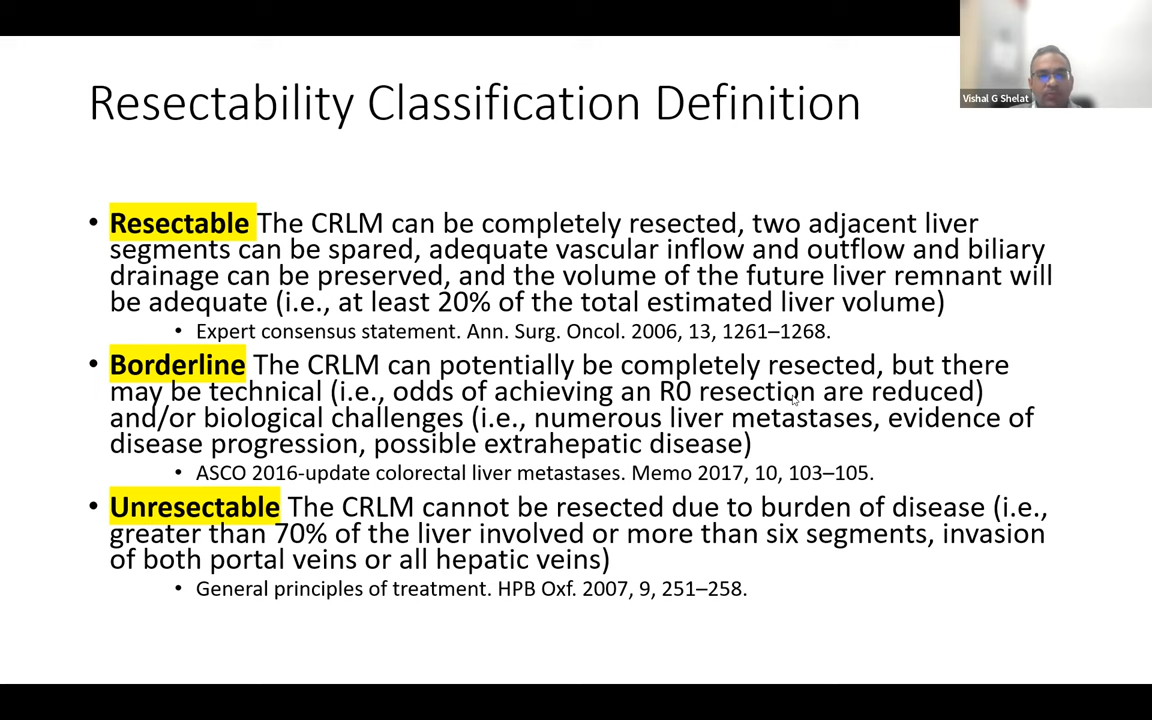 Vishal G Shelat
Resectability Classification Definition
• Resectable The CRLM can be completely resected, two adjacent liver
segments can be spared, adequate vascular inflow and outflow and biliary
drainage can be preserved, and the volume of the future liver remnant will
be adequate (i.e., at least 20% of the total estimated liver volume)
• Expert consensus statement. Ann. Surg. Oncol. 2006, 13, 1261–1268.
• Borderline The CRLM can potentially be completely resected, but there
may be technical (i.e., odds of achieving an R0 resection are reduced)
and/or biological challenges (i.e., numerous liver metastases, evidence of
disease progression, possible extrahepatic disease)
• ASCO 2016-update colorectal liver metastases. Memo 2017, 10, 103–105.
• Unresectable The CRLM cannot be resected due to burden of disease (i.e.,
greater than 70% of the liver involved or more than six segments, invasion
of both portal veins or all hepatic veins)
• General principles of treatment. HPB Oxf. 2007, 9, 251–258.